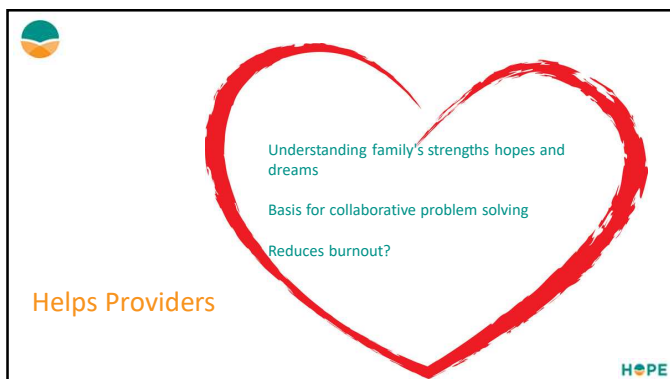 Understanding family's strengths hopes and
dreams
Basis for collaborative problem solving
Reduces burnout?
Helps Providers
HOPE